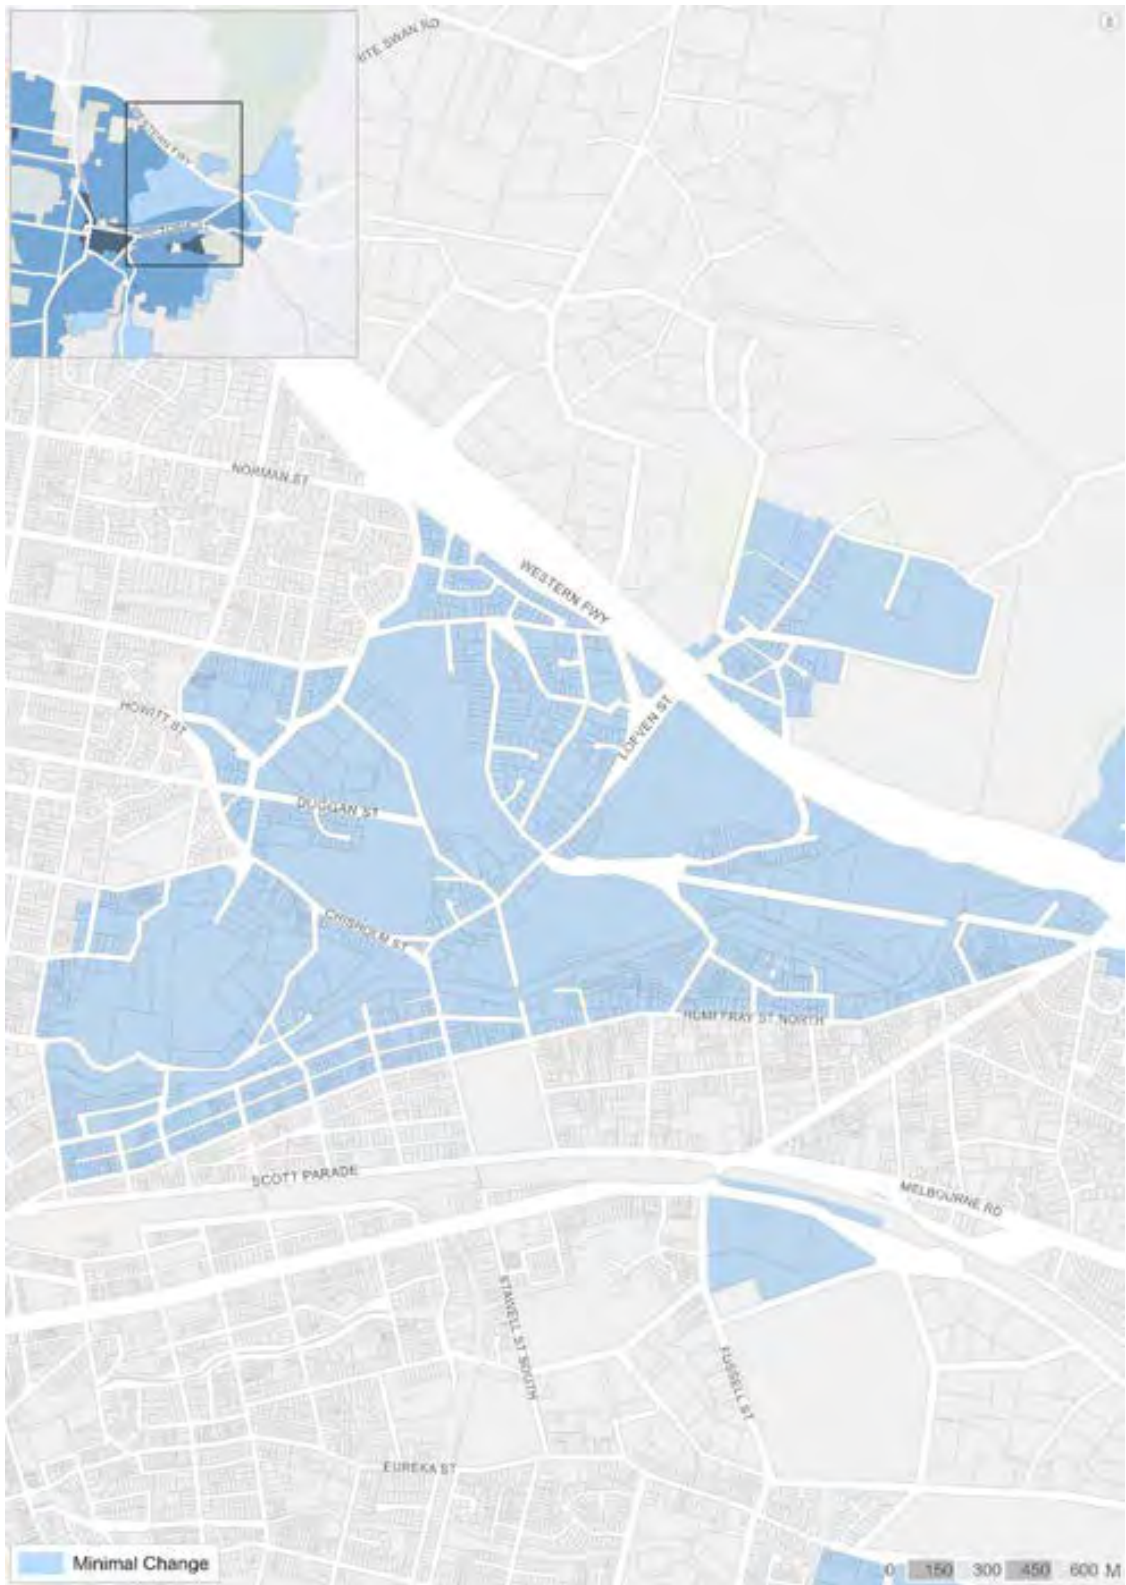 ITE SWAN RD
NORMAN ST
WESTERN FWY
HOWITT ST
LOFVEN ST
DUGGAN ST
CHISHOLM ST
HUMFFRAY ST NORTH
SCOTT PARADE
MELBOURNE RD
STAWELL ST SOUTH
FUSSELL ST
EUREKA ST
Minimal Change
0 150 300 450 600 M